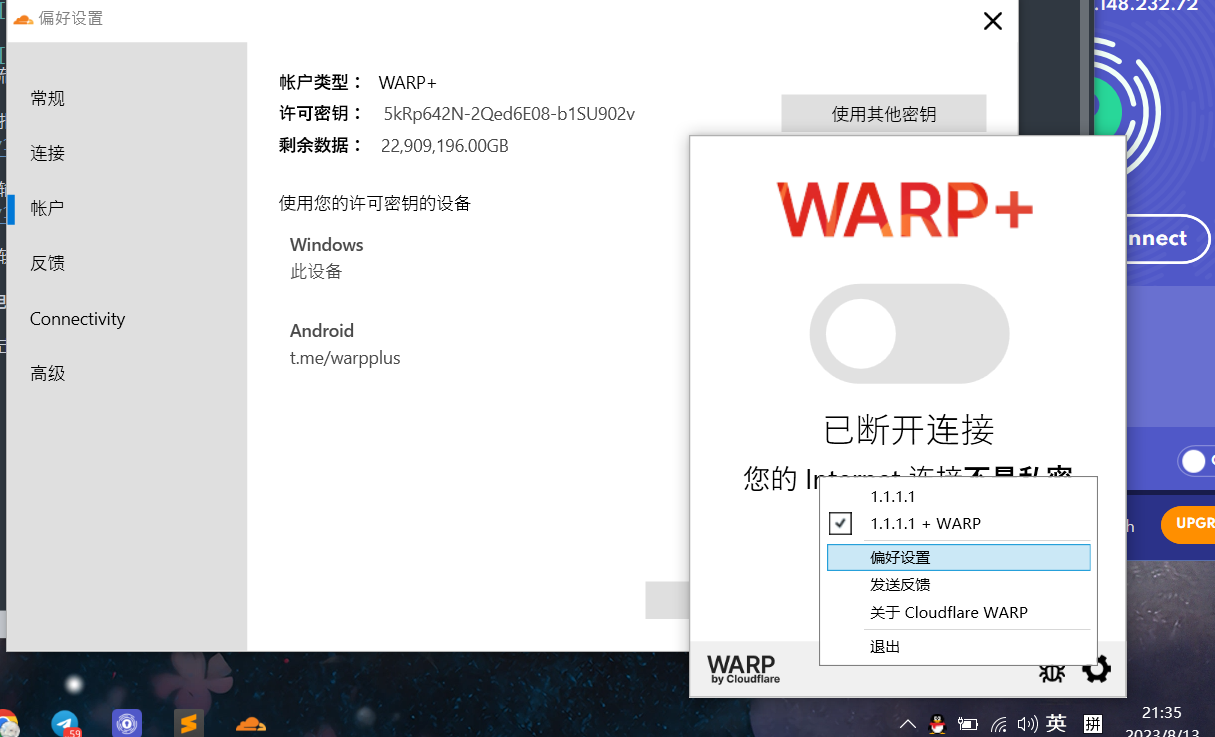 偏好设置
.148.232.72
常规
连接
帐户
反馈
Connectivity
高级
帐户类型： WARP+
许可密钥： 5kRp642N-2Qed6E08-b1SU902v
剩余数据： 22,909,196.00GB
使用其他密钥
使用您的许可密钥的设备
Windows
此设备
Android
t.me/warpplus
WARP+
已断开连接
您的 Internet 连接不是私密
1.1.1.1
1.1.1.1 + WARP
偏好设置
发送反馈
关于 Cloudflare WARP
退出
WARP
by Cloudflare
nnect
h
UPGR
59
英
拼
21:35
2023/8/13